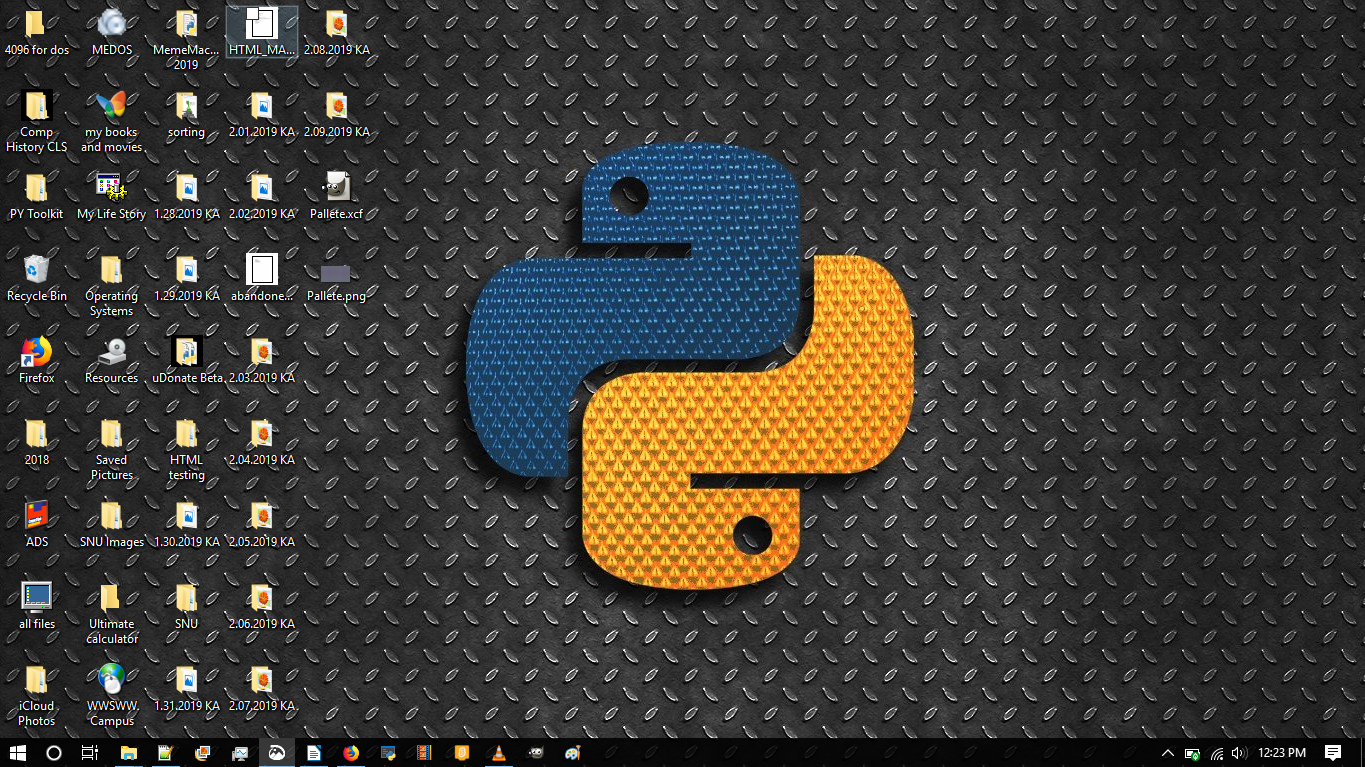 4096 for dos
MEDOS
MemeMac...
2019
HTML_MA...
2.08.2019 KA
Comp
History CLS
my books
and movies
sorting
2.01.2019 KA
2.09.2019 KA
PY Toolkit
My Life Story
1.28.2019 KA
2.02.2019 KA
Pallete.xcf
Recycle Bin
Operating
Systems
1.29.2019 KA
abandone...
Pallete.png
Firefox
Resources
uDonate Beta
2.03.2019 KA
2018
Saved
Pictures
HTML
testing
2.04.2019 KA
ADS
SNU Images
1.30.2019 KA
2.05.2019 KA
all files
Ultimate
calculator
SNU
2.06.2019 KA
iCloud
Photos
WWSWW.
Campus
1.31.2019 KA
2.07.2019 KA
12:23 PM